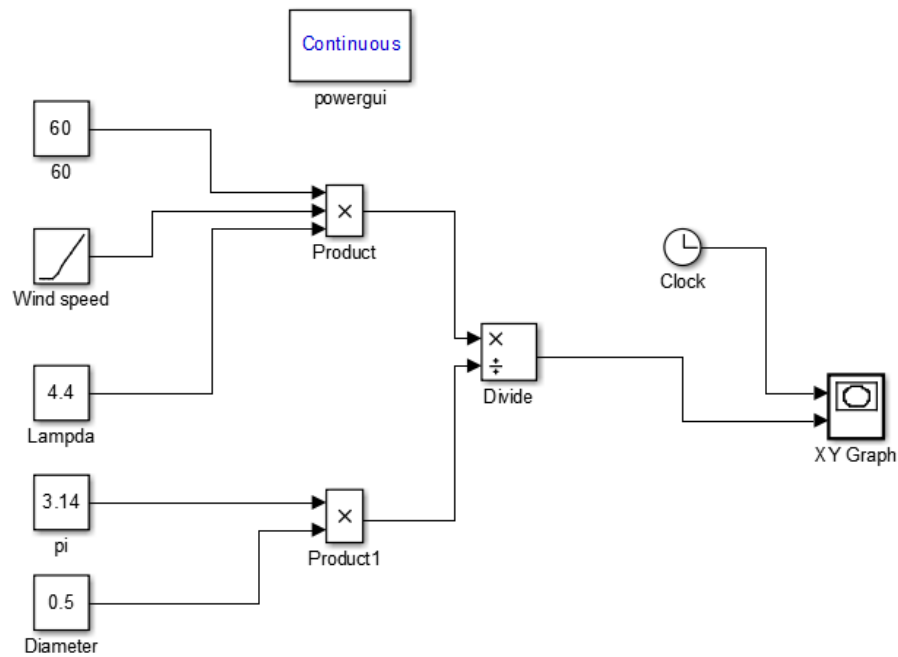 Continuous
powergui
60
60
×
Product
Wind speed
Clock
4.4
Lampda
×
÷
Divide
XY Graph
3.14
pi
×
Product1
0.5
Diameter